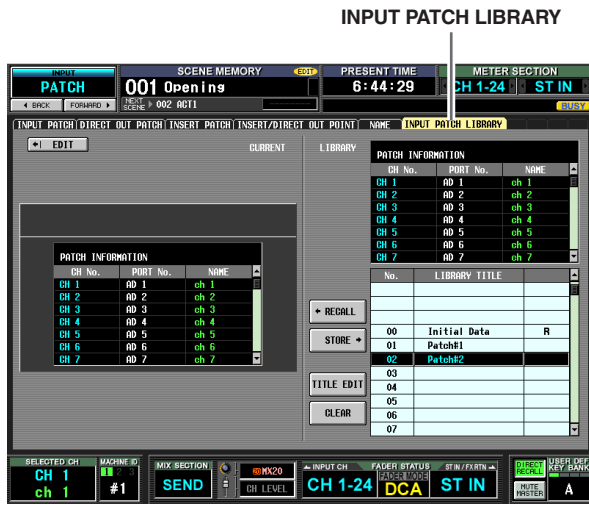 INPUT PATCH LIBRARY
INPUT SCENE MEMORY EDIT PRESENT TIME METER SECTION
PATCH 001 Opening 6:44:29 CH 1-24 ST IN
BACK FORWARD NEXT SCENE 002 ACT1 BUSY
INPUT PATCH DIRECT OUT PATCH INSERT PATCH INSERT/DIRECT OUT POINT NAME INPUT PATCH LIBRARY
EDIT CURRENT LIBRARY
PATCH INFORMATION
CH No. PORT No. NAME
CH 1 AD 1 ch 1
CH 2 AD 2 ch 2
CH 3 AD 3 ch 3
CH 4 AD 4 ch 4
CH 5 AD 5 ch 5
CH 6 AD 6 ch 6
CH 7 AD 7 ch 7
PATCH INFORMATION
CH No. PORT No. NAME
CH 1 AD 1 ch 1
CH 2 AD 2 ch 2
CH 3 AD 3 ch 3
CH 4 AD 4 ch 4
CH 5 AD 5 ch 5
CH 6 AD 6 ch 6
CH 7 AD 7 ch 7
RECALL
STORE
TITLE EDIT
CLEAR
No. LIBRARY TITLE
00 Initial Data R
01 Patch#1
02 Patch#2
03
04
05
06
07
SELECTED CH MACHINE ID MIX SECTION INPUT CH FADER STATUS ST IN/FXRTN DIRECT RECALL USER DEF KEY BANK
CH 1 1 2 3 MIX20 FADER MODE
ch 1 #1 SEND CH LEVEL CH 1-24 DCA ST IN MUTE MASTER A